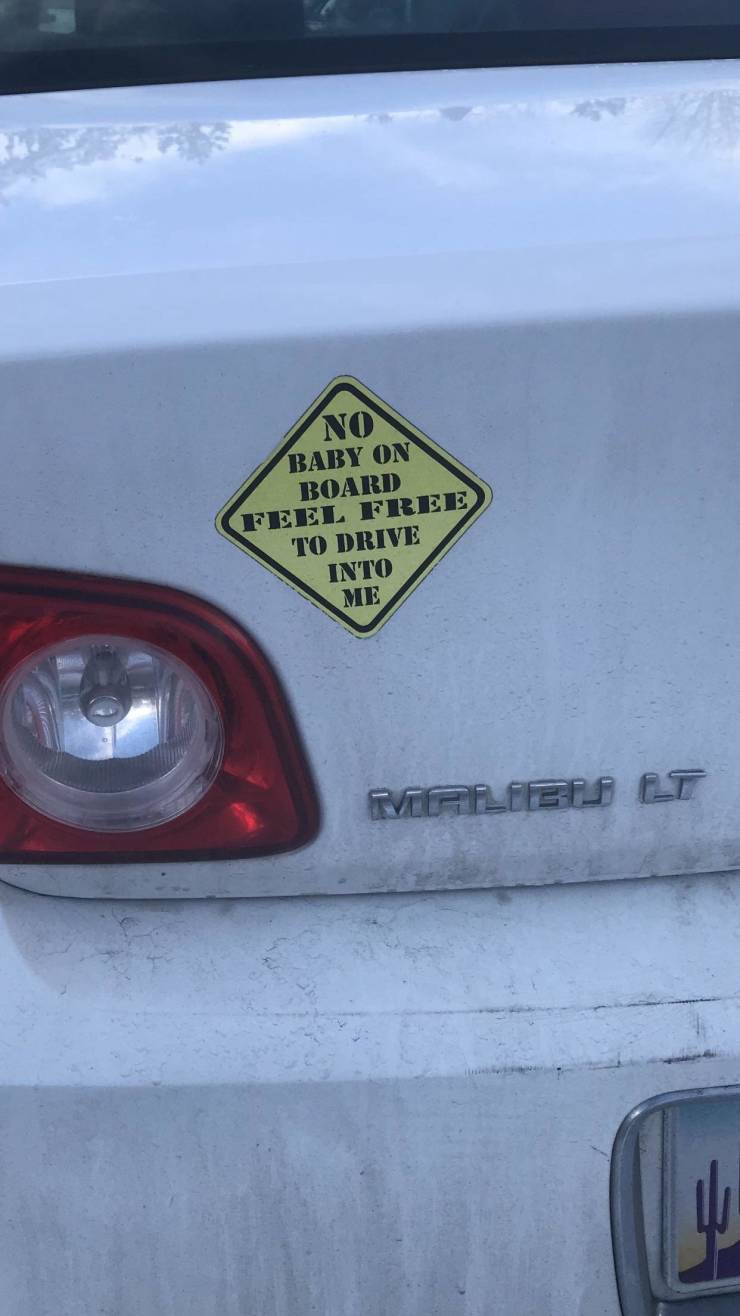 NO
BABY ON
BOARD
FEEL FREE
TO DRIVE
INTO
ME
MALIBU LT